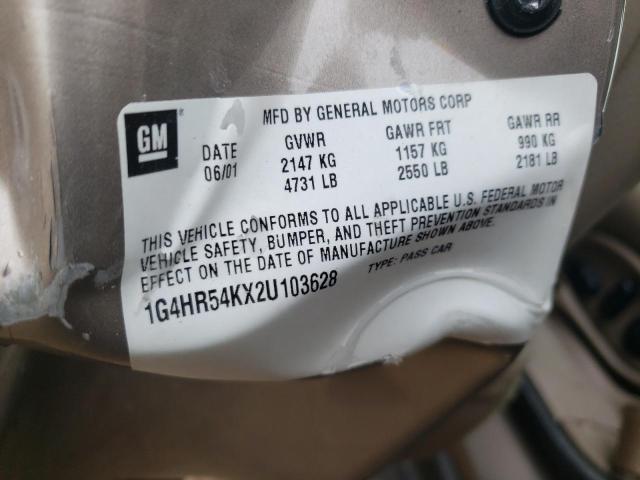 MFD BY GENERAL MOTORS CORP
GM
DATE GVWR GAWR FRT GAWR RR
06/01 2147 KG 1157 KG 990 KG
4731 LB 2550 LB 2181 LB
THIS VEHICLE CONFORMS TO ALL APPLICABLE U.S. FEDERAL MOTOR
VEHICLE SAFETY, BUMPER, AND THEFT PREVENTION STANDARDS IN
EFFECT ON THE DATE OF MANUFACTURE SHOWN ABOVE.
1G4HR54KX2U103628 TYPE: PASS CAR